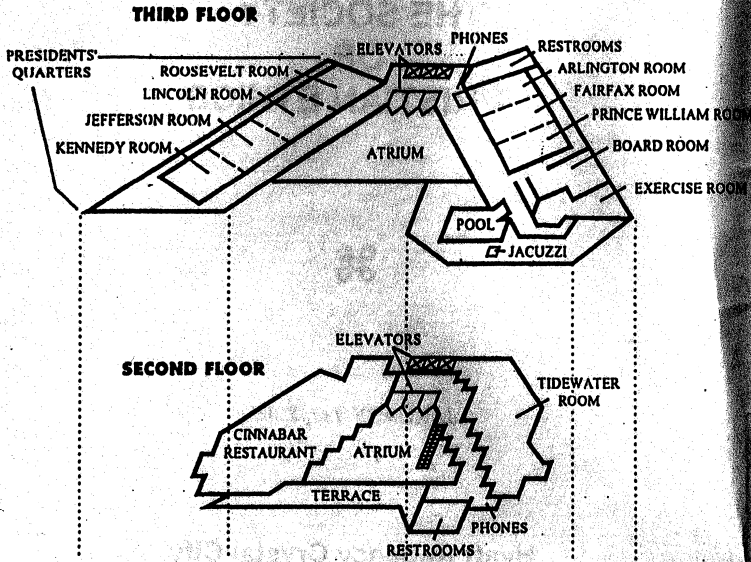 THIRD FLOOR
PRESIDENTS'
QUARTERS
ROOSEVELT ROOM
LINCOLN ROOM
JEFFERSON ROOM
KENNEDY ROOM
ELEVATORS
PHONES
RESTROOMS
ARLINGTON ROOM
FAIRFAX ROOM
PRINCE WILLIAM ROOM
BOARD ROOM
EXERCISE ROOM
ATRIUM
POOL
JACUZZI
SECOND FLOOR
ELEVATORS
TIDEWATER
ROOM
CINNABAR
RESTAURANT
ATRIUM
TERRACE
PHONES
RESTROOMS